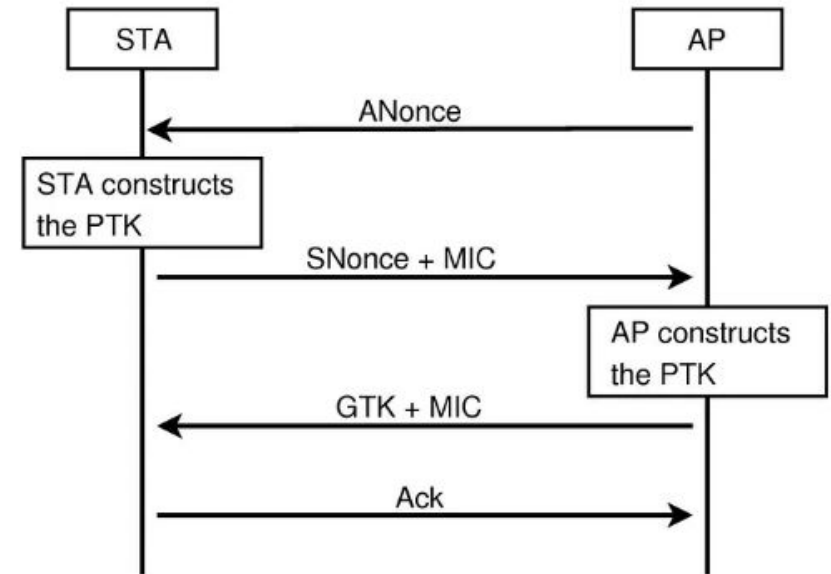 STA
AP
ANonce
STA constructs
the PTK
SNonce + MIC
AP constructs
the PTK
GTK + MIC
Ack